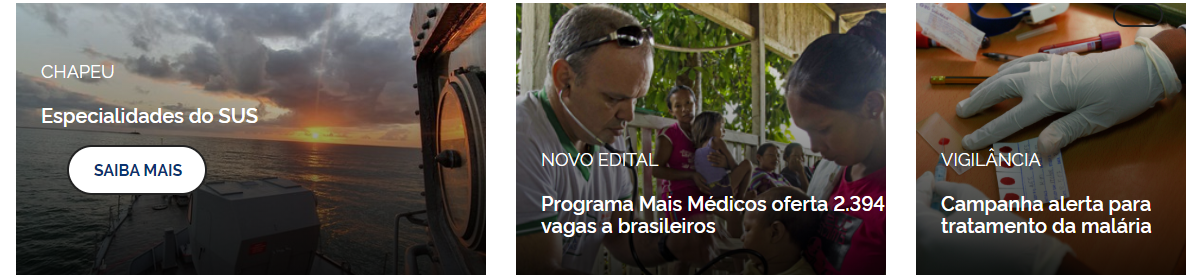 CHAPEU
Especialidades do SUS
SAIBA MAIS
NOVO EDITAL
Programa Mais Médicos oferta 2.394
vagas a brasileiros
VIGILÂNCIA
Campanha alerta para
tratamento da malária